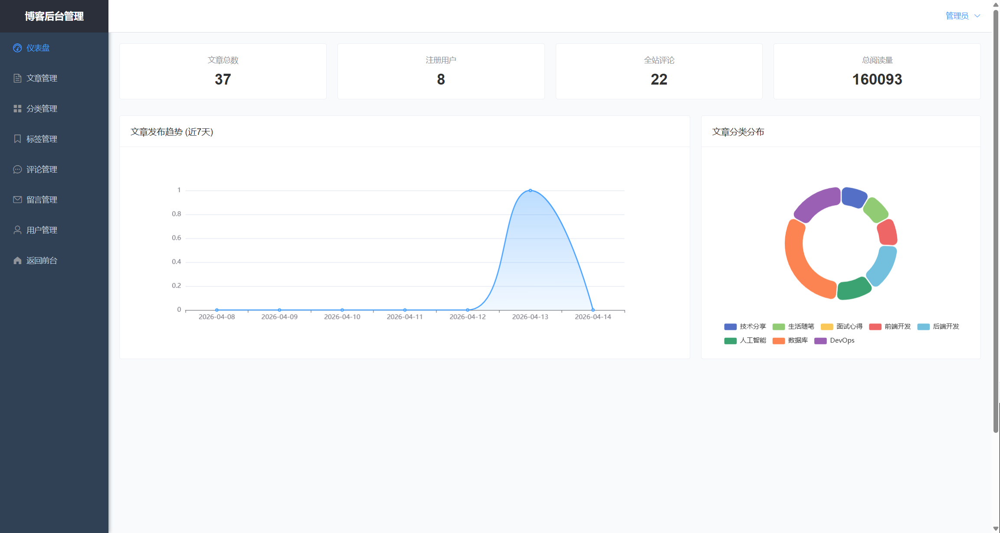 博客后台管理
管理员
仪表盘
文章管理
分类管理
标签管理
评论管理
留言管理
用户管理
返回前台
文章总数
37
注册用户
8
全站评论
22
总阅读量
160093
文章发布趋势 (近7天)
1
0.8
0.6
0.4
0.2
0
2026-04-08 2026-04-09 2026-04-10 2026-04-11 2026-04-12 2026-04-13 2026-04-14
文章分类分布
技术分享 生活随笔 面试心得 前端开发 后端开发
人工智能 数据库 DevOps